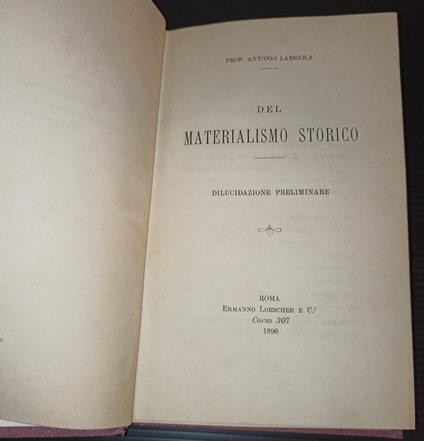 PROF. ANTONIO LABRIOLA
DEL
MATERIALISMO STORICO
DILUCIDAZIONE PRELIMINARE
ROMA
ERMANNO LOESCHER E C.º
Corso 307
1896